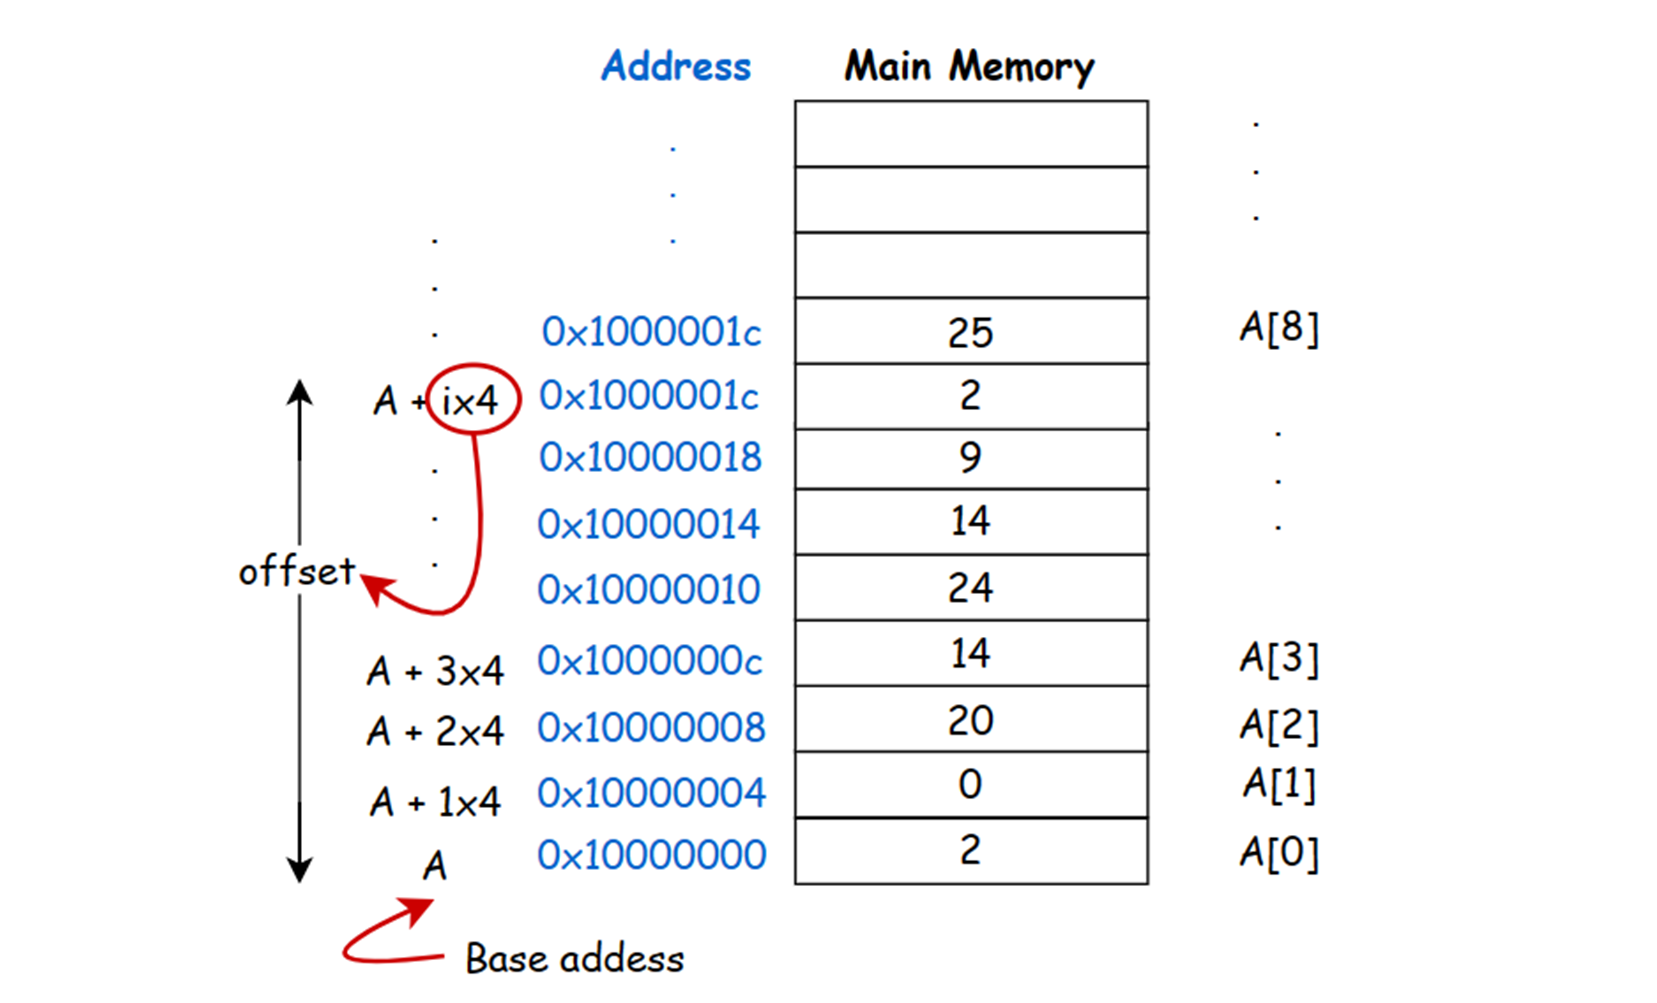 Address Main Memory
0x1000001c 25 A[8]
A + ix4 0x1000001c 2
0x10000018 9
0x10000014 14
offset
0x10000010 24
A + 3x4 0x1000000c 14 A[3]
A + 2x4 0x10000008 20 A[2]
A + 1x4 0x10000004 0 A[1]
A 0x10000000 2 A[0]
Base addess